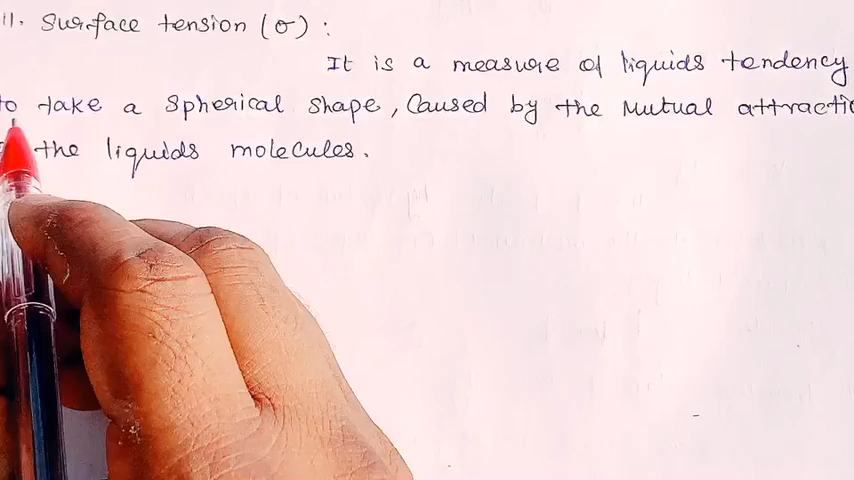 11. Surface tension (σ) :
It is a measure of liquids tendency
to take a Spherical Shape, Caused by the Mutual attractio
the liquids molecules.